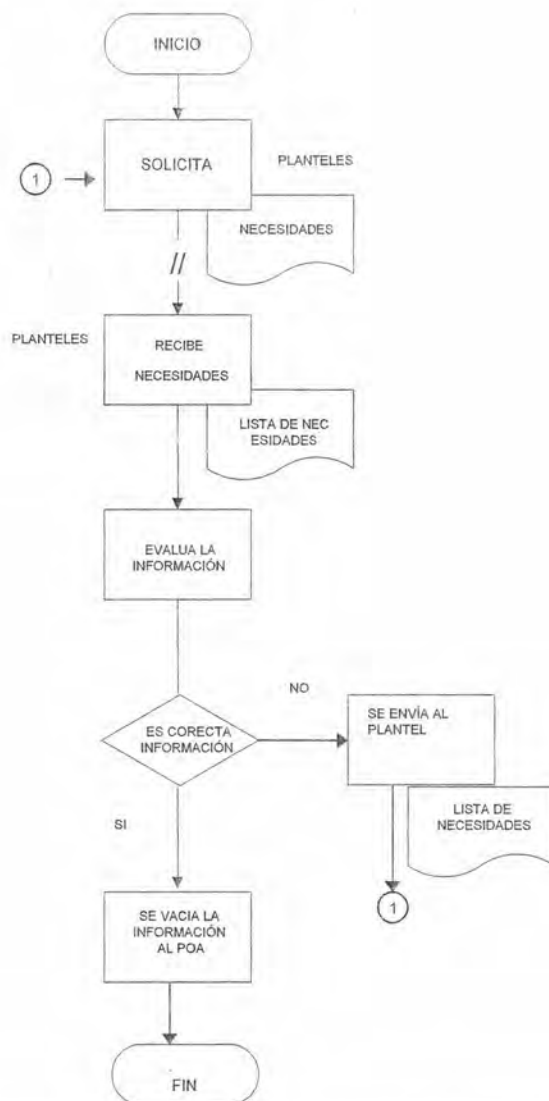 INICIO
SOLICITA
PLANTELES
1
NECESIDADES
//
PLANTELES
RECIBE
NECESIDADES
LISTA DE NEC
ESIDADES
EVALUA LA
INFORMACIÓN
NO
SE ENVÍA AL
PLANTEL
ES CORECTA
INFORMACIÓN
LISTA DE
NECESIDADES
SI
1
SE VACIA LA
INFORMACIÓN
AL POA
FIN